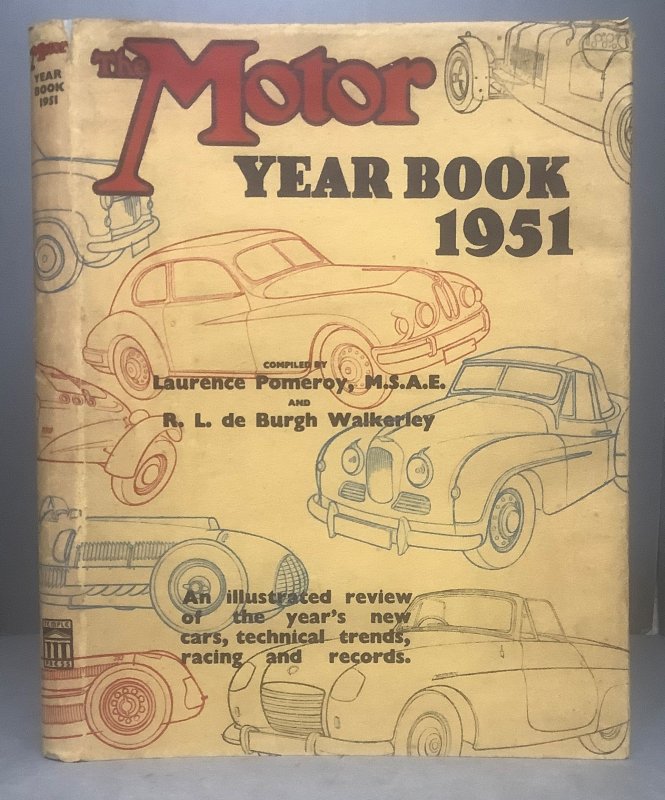 Motor
YEAR
BOOK
1951
TEMPLE
PRESS
The Motor
YEAR BOOK
1951
COMPILED BY
Laurence Pomeroy, M.S.A.E.
AND
R. L. de Burgh Walkerley
An illustrated review
of the year's new
cars, technical trends,
racing and records.